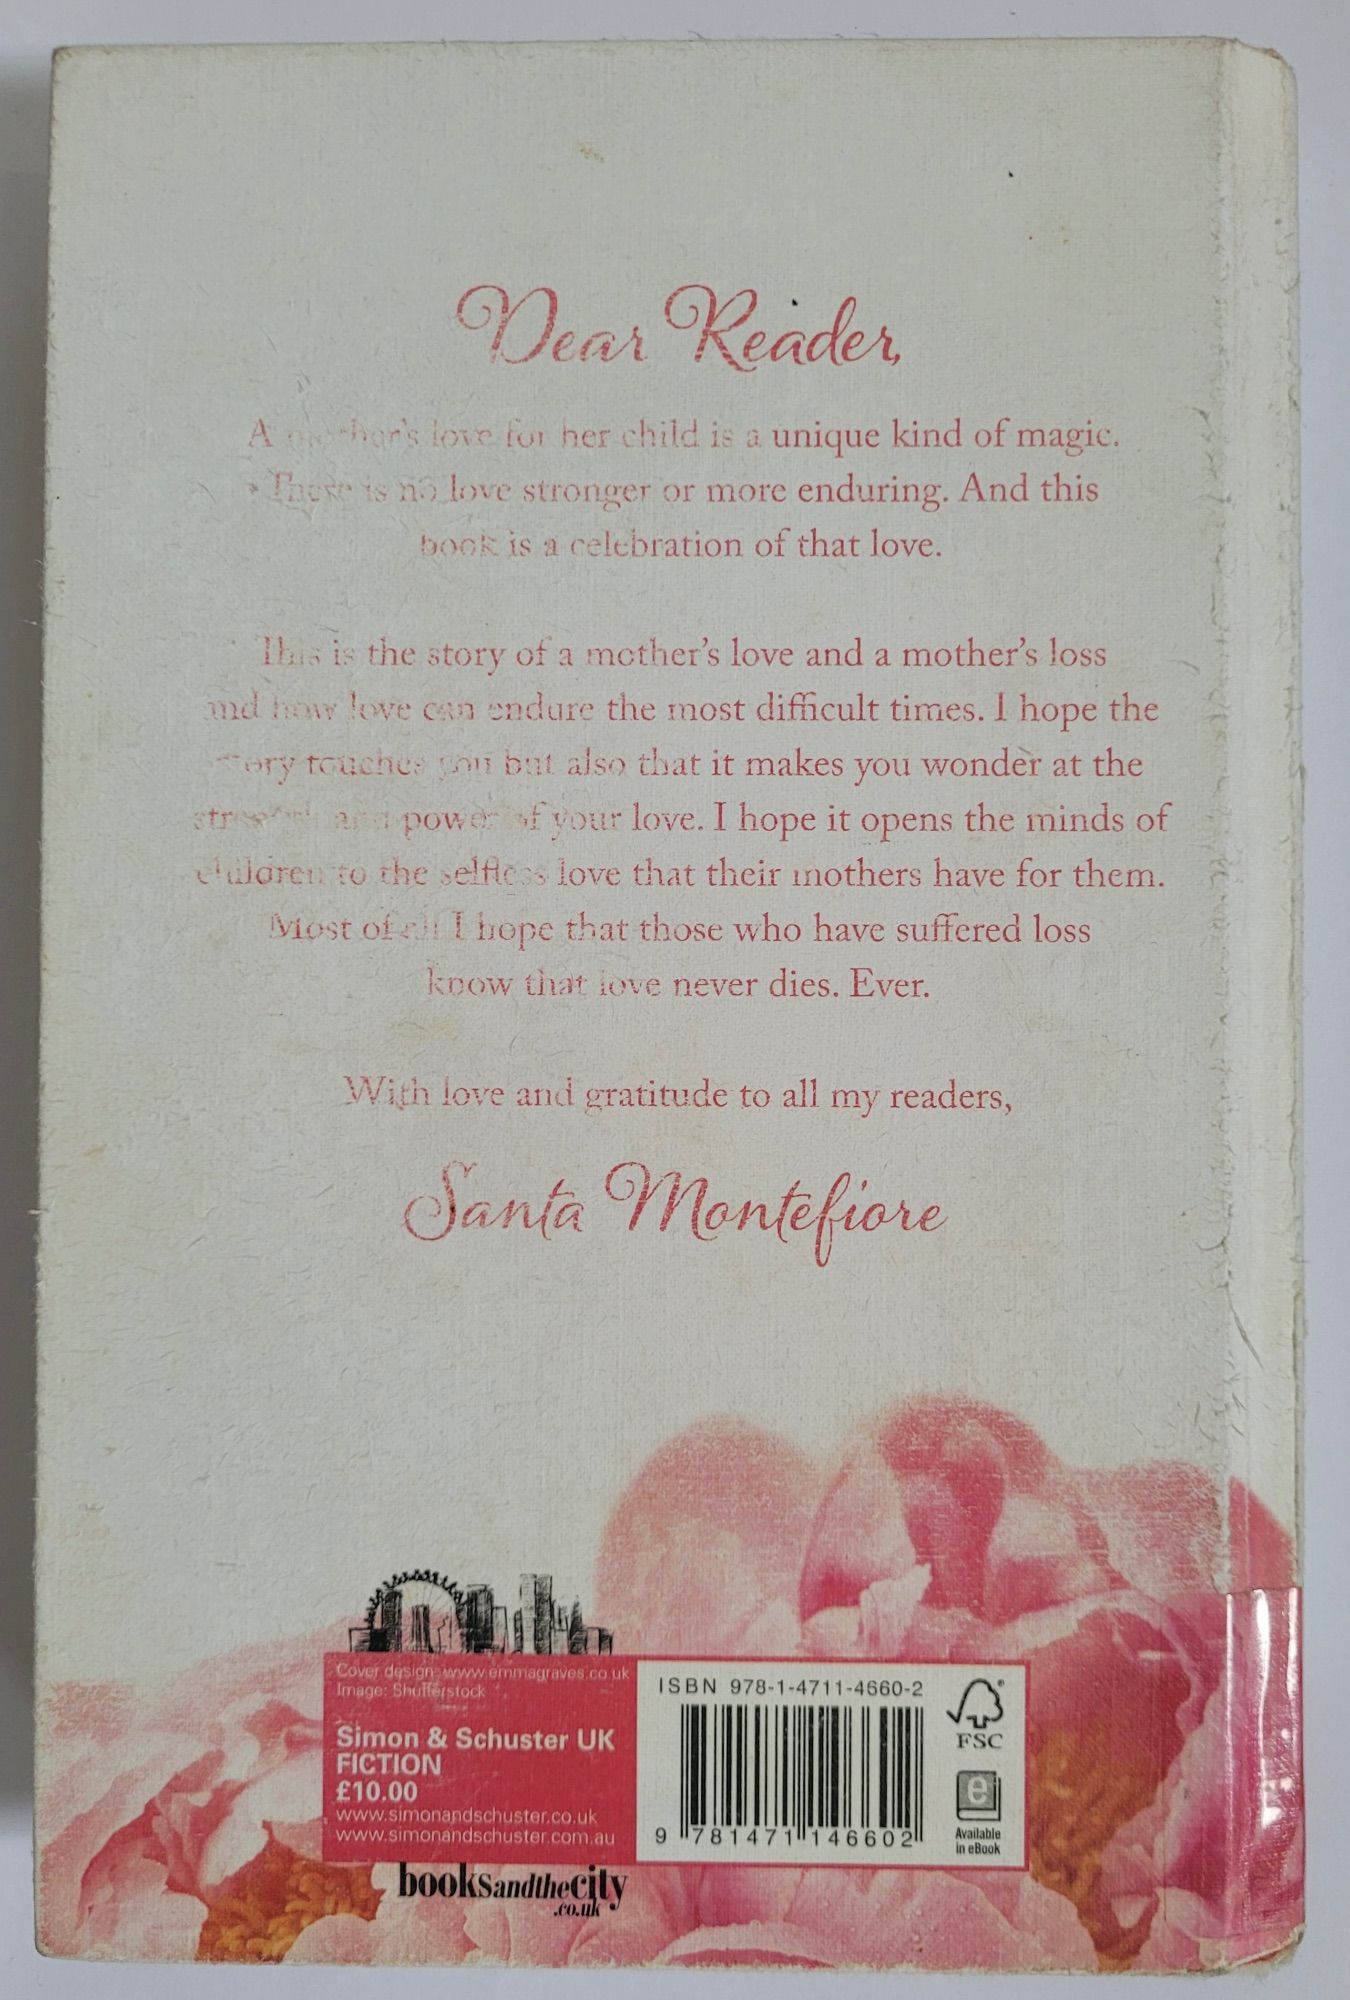 Dear Reader,
A mother's love for her child is a unique kind of magic.
There is no love stronger or more enduring. And this
book is a celebration of that love.
This is the story of a mother's love and a mother's loss
and how love can endure the most difficult times. I hope the
story touches you but also that it makes you wonder at the
strength and power of your love. I hope it opens the minds of
children to the selfless love that their mothers have for them.
Most of all I hope that those who have suffered loss
know that love never dies. Ever.
With love and gratitude to all my readers,
Santa Montefiore
Cover design: www.emmagraves.co.uk
Image: Shutterstock
Simon & Schuster UK
FICTION
£10.00
www.simonandschuster.co.uk
www.simonandschuster.com.au
booksandthecity
.co.uk
ISBN 978-1-4711-4660-2
9 781471 146602
FSC
e
Available
in eBook